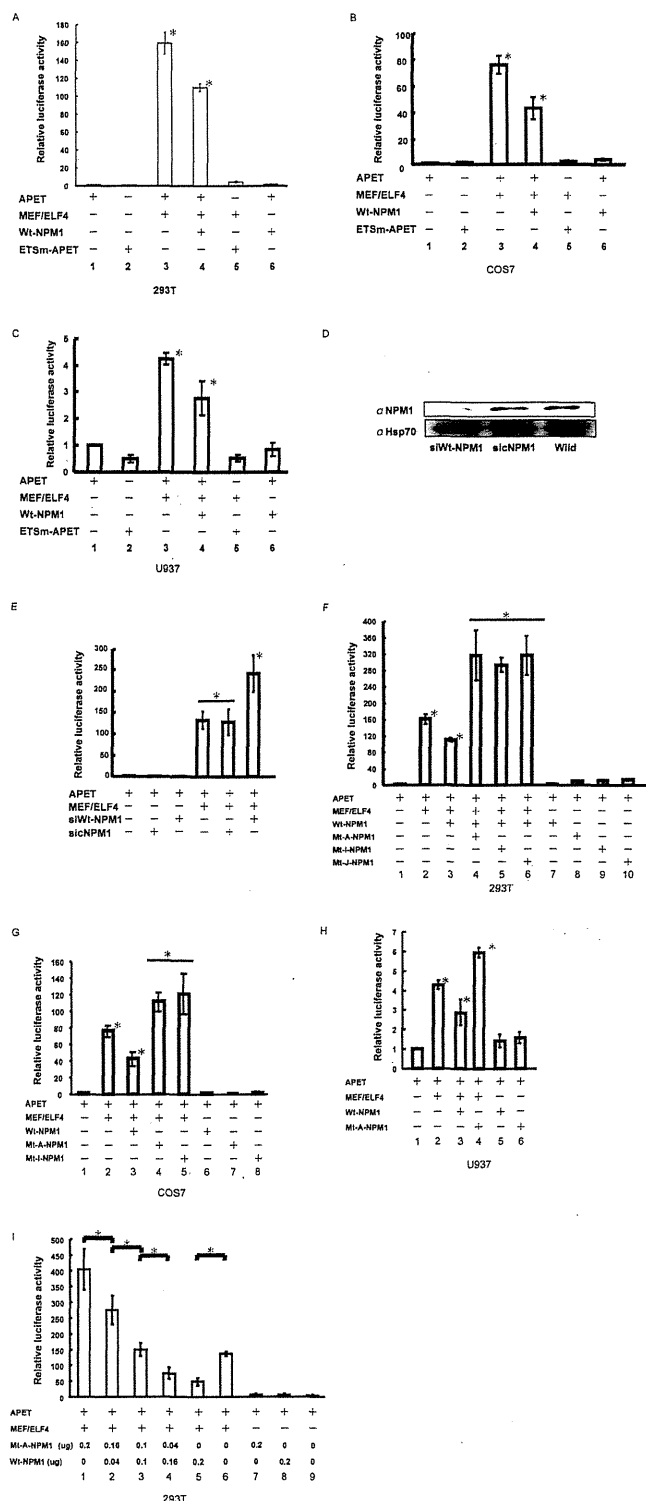 A
Relative luciferase activity
180
160
140
120
100
80
60
40
20
0
APET + − + + − +
MEF/ELF4 − − + + + −
Wt-NPM1 − − − + − +
ETSm-APET − + − − + −
1 2 3 4 5 6
293T
B
Relative luciferase activity
100
80
60
40
20
0
APET + − + + − +
MEF/ELF4 − − + + + −
Wt-NPM1 − − − + − +
ETSm-APET − + − − + −
1 2 3 4 5 6
COS7
C
Relative luciferase activity
5
4
3
2
1
0
APET + − + + − +
MEF/ELF4 − − + + + −
Wt-NPM1 − − − + − +
ETSm-APET − + − − + −
1 2 3 4 5 6
U937
D
α NPM1
α Hsp70
siWt-NPM1 sicNPM1 Wild
E
Relative luciferase activity
300
250
200
150
100
50
0
APET + + + + + +
MEF/ELF4 − − − + + +
siWt-NPM1 − − + − − +
sicNPM1 − + − − + −
F
Relative luciferase activity
400
360
320
280
240
200
160
120
80
40
0
APET + + + + + + + + + +
MEF/ELF4 − + + + + + − − − −
Wt-NPM1 − − + + + + + − − −
Mt-A-NPM1 − − − + − − − + − −
Mt-I-NPM1 − − − − + − − − + −
Mt-J-NPM1 − − − − − + − − − +
1 2 3 4 5 6 7 8 9 10
293T
G
Relative luciferase activity
160
140
120
100
80
60
40
20
0
APET + + + + + + + +
MEF/ELF4 − + + + + − − −
Wt-NPM1 − − + − − + − −
Mt-A-NPM1 − − − + − − + −
Mt-I-NPM1 − − − − + − − +
1 2 3 4 5 6 7 8
COS7
H
Relative luciferase activity
7
6
5
4
3
2
1
0
APET + + + + + +
MEF/ELF4 − + + + − −
Wt-NPM1 − − + − + −
Mt-A-NPM1 − − − + − +
1 2 3 4 5 6
U937
I
Relative luciferase activity
500
450
400
350
300
250
200
150
100
50
0
APET + + + + + + + + +
MEF/ELF4 + + + + + + − − −
Mt-A-NPM1 (ug) 0.2 0.16 0.1 0.04 0 0 0.2 0 0
Wt-NPM1 (ug) 0 0.04 0.1 0.16 0.2 0 0 0.2 0
1 2 3 4 5 6 7 8 9
293T